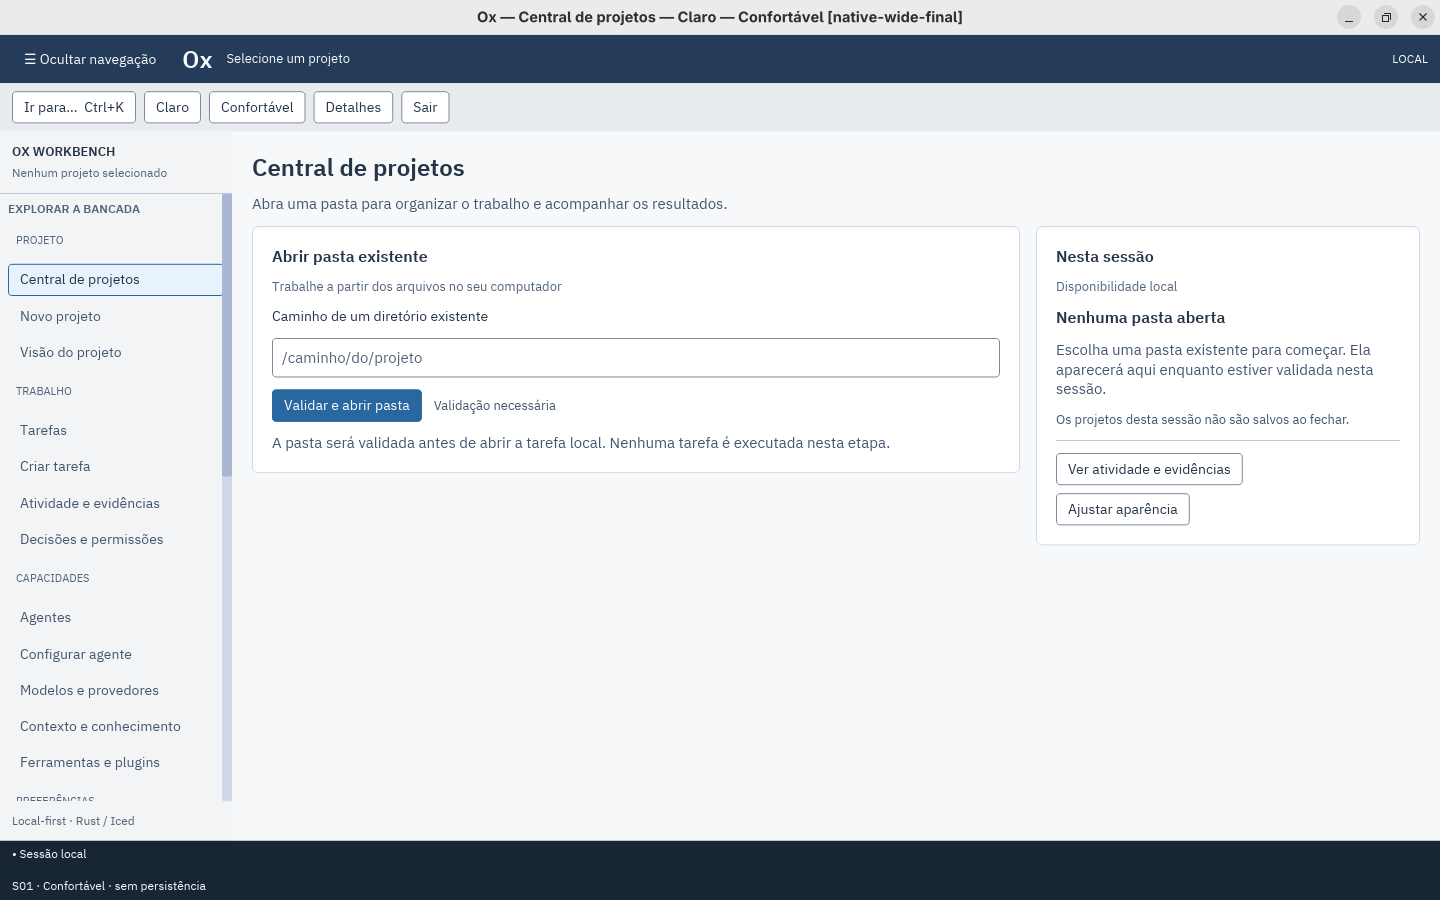 Ox — Central de projetos — Claro — Confortável [native-wide-final]
☰ Ocultar navegação
Ox
Selecione um projeto
LOCAL
Ir para... Ctrl+K
Claro
Confortável
Detalhes
Sair
OX WORKBENCH
Nenhum projeto selecionado
EXPLORAR A BANCADA
PROJETO
Central de projetos
Novo projeto
Visão do projeto
TRABALHO
Tarefas
Criar tarefa
Atividade e evidências
Decisões e permissões
CAPACIDADES
Agentes
Configurar agente
Modelos e provedores
Contexto e conhecimento
Ferramentas e plugins
PREFERÊNCIAS
Local-first · Rust / Iced
Central de projetos
Abra uma pasta para organizar o trabalho e acompanhar os resultados.
Abrir pasta existente
Trabalhe a partir dos arquivos no seu computador
Caminho de um diretório existente
/caminho/do/projeto
Validar e abrir pasta
Validação necessária
A pasta será validada antes de abrir a tarefa local. Nenhuma tarefa é executada nesta etapa.
Nesta sessão
Disponibilidade local
Nenhuma pasta aberta
Escolha uma pasta existente para começar. Ela
aparecerá aqui enquanto estiver validada nesta
sessão.
Os projetos desta sessão não são salvos ao fechar.
Ver atividade e evidências
Ajustar aparência
• Sessão local
S01 · Confortável · sem persistência